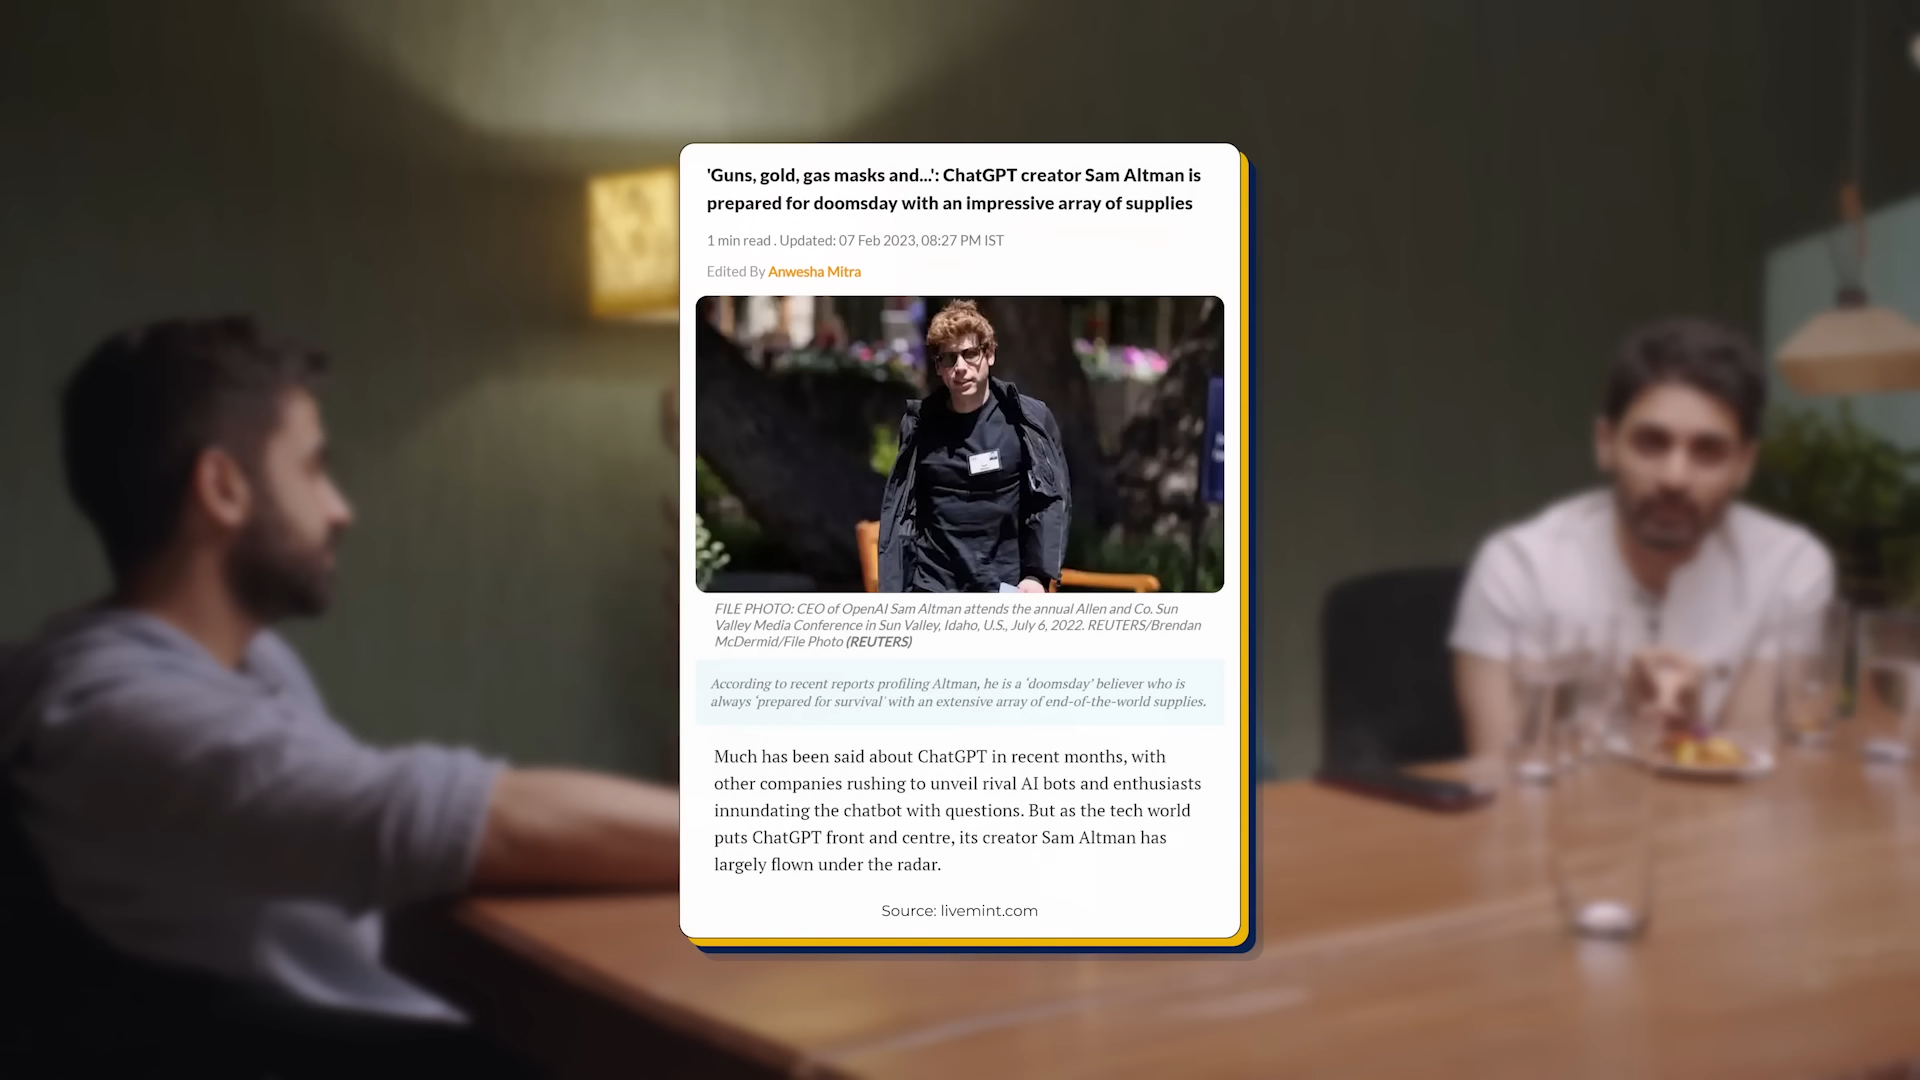 'Guns, gold, gas masks and...': ChatGPT creator Sam Altman is
prepared for doomsday with an impressive array of supplies
1 min read . Updated: 07 Feb 2023, 08:27 PM IST
Edited By Anwesha Mitra
FILE PHOTO: CEO of OpenAI Sam Altman attends the annual Allen and Co. Sun
Valley Media Conference in Sun Valley, Idaho, U.S., July 6, 2022. REUTERS/Brendan
McDermid/File Photo (REUTERS)
According to recent reports profiling Altman, he is a ‘doomsday’ believer who is
always ‘prepared for survival’ with an extensive array of end-of-the-world supplies.
Much has been said about ChatGPT in recent months, with
other companies rushing to unveil rival AI bots and enthusiasts
innundating the chatbot with questions. But as the tech world
puts ChatGPT front and centre, its creator Sam Altman has
largely flown under the radar.
Source: livemint.com